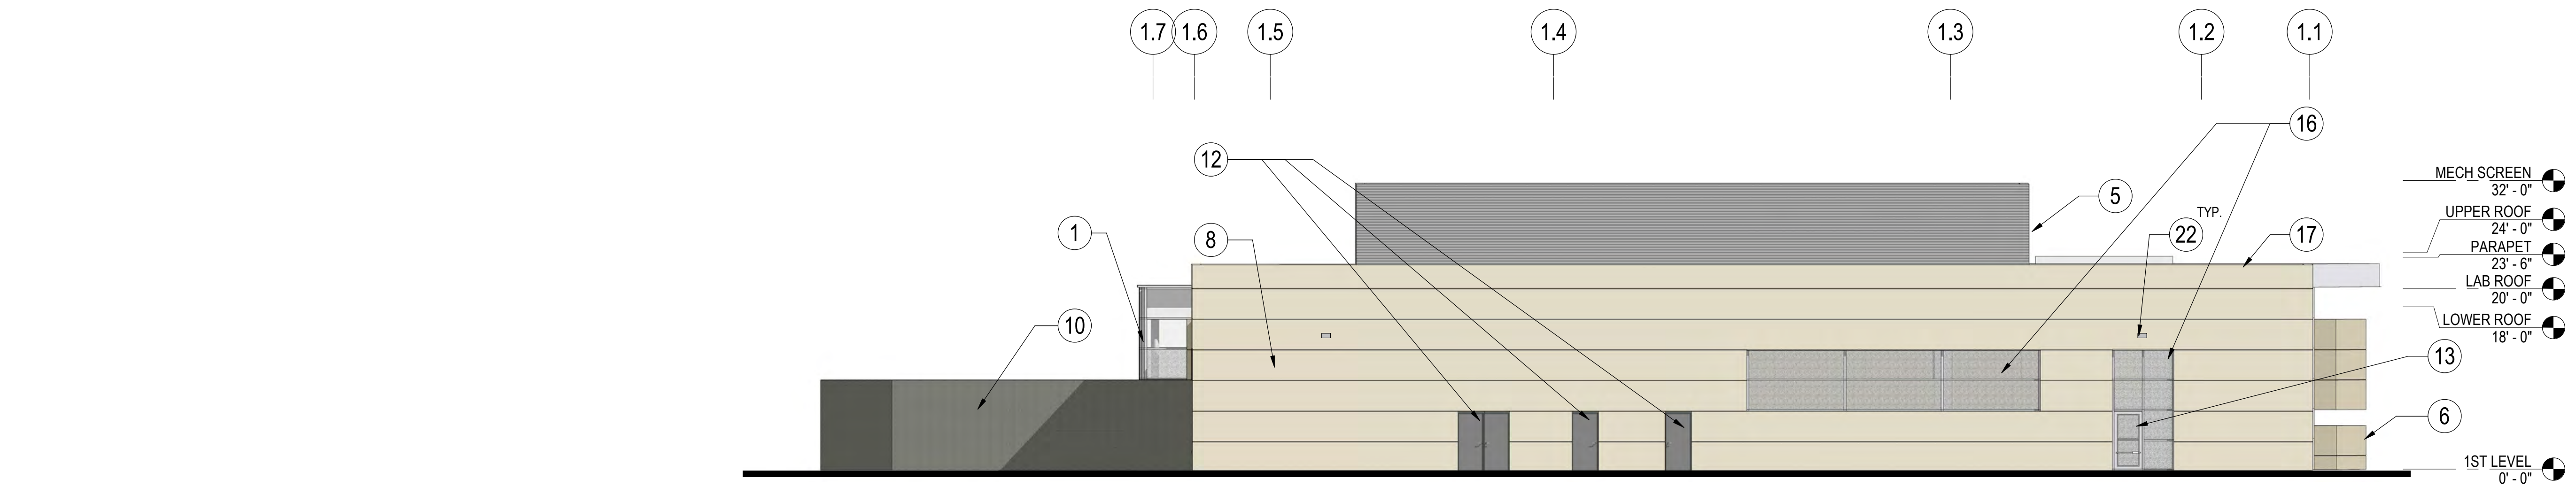 1.7
1.6
1.5
1.4
1.3
1.2
1.1
16
12
MECH SCREEN
32' - 0"
5
TYP.
UPPER ROOF
24' - 0"
1
8
22
17
PARAPET
23' - 6"
LAB ROOF
20' - 0"
10
LOWER ROOF
18' - 0"
13
6
1ST LEVEL
0' - 0"